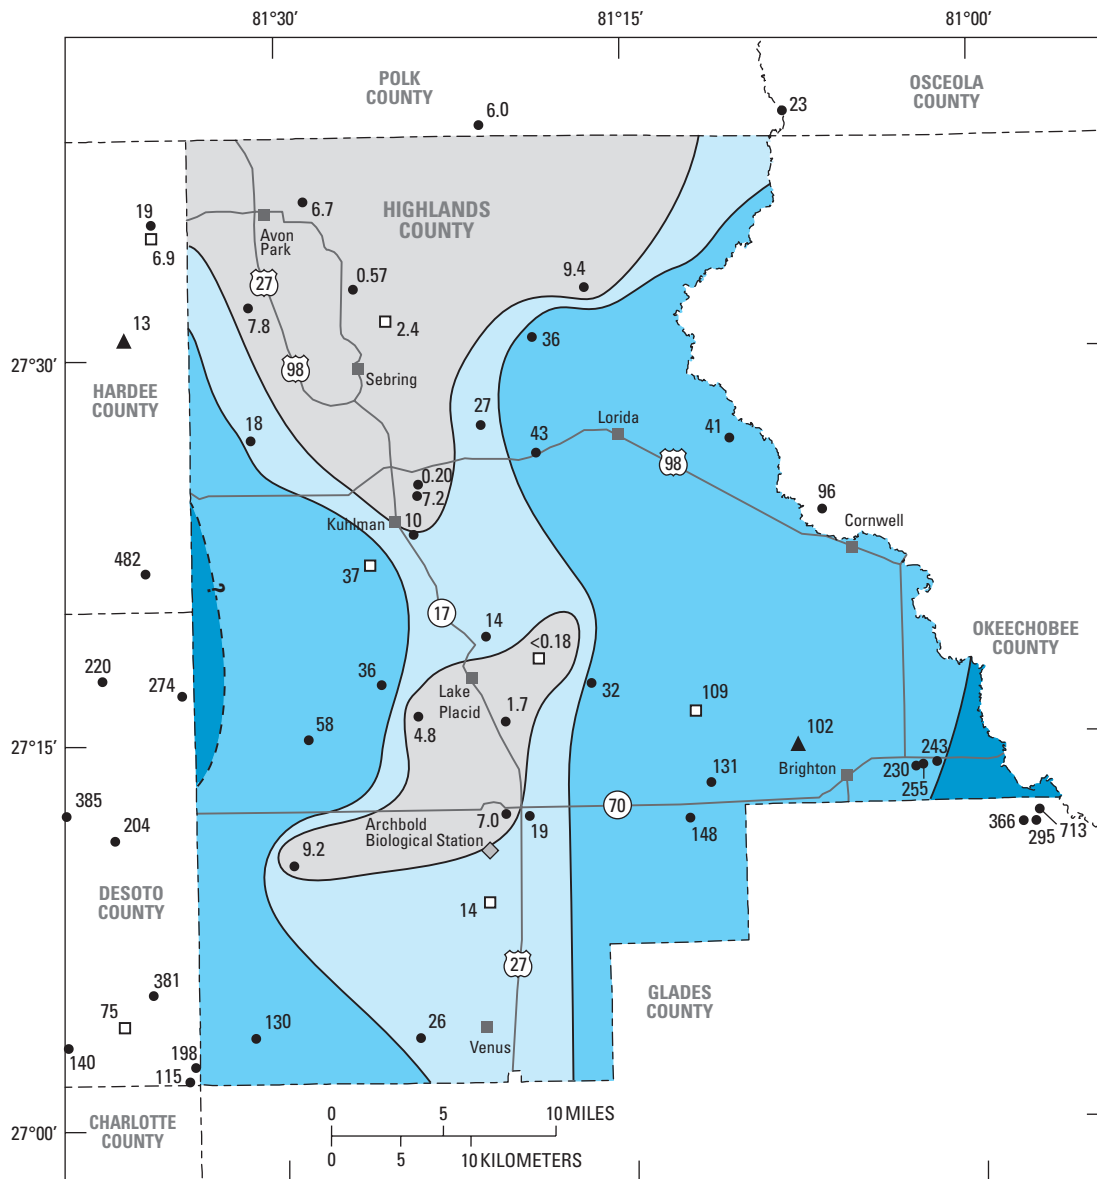 81°30′
81°15′
81°00′
POLK
COUNTY
6.0
23
OSCEOLA
COUNTY
19
6.9
6.7
Avon
Park
HIGHLANDS
COUNTY
27
0.57
9.4
7.8
2.4
13
36
27°30′
98
Sebring
HARDEE
COUNTY
18
27
43
Lorida
41
98
0.20
7.2
96
Kuhlman
10
Cornwell
482
37
?
17
14
<0.18
OKEECHOBEE
COUNTY
220
274
36
Lake
Placid
1.7
32
109
4.8
58
102
27°15′
243
230
255
131
Brighton
385
204
70
7.0
19
148
366
295
713
Archbold
Biological Station
9.2
DESOTO
COUNTY
14
27
381
GLADES
COUNTY
75
130
26
Venus
140
198
115
CHARLOTTE
COUNTY
27°00′
0
5
10 MILES
0
5
10 KILOMETERS